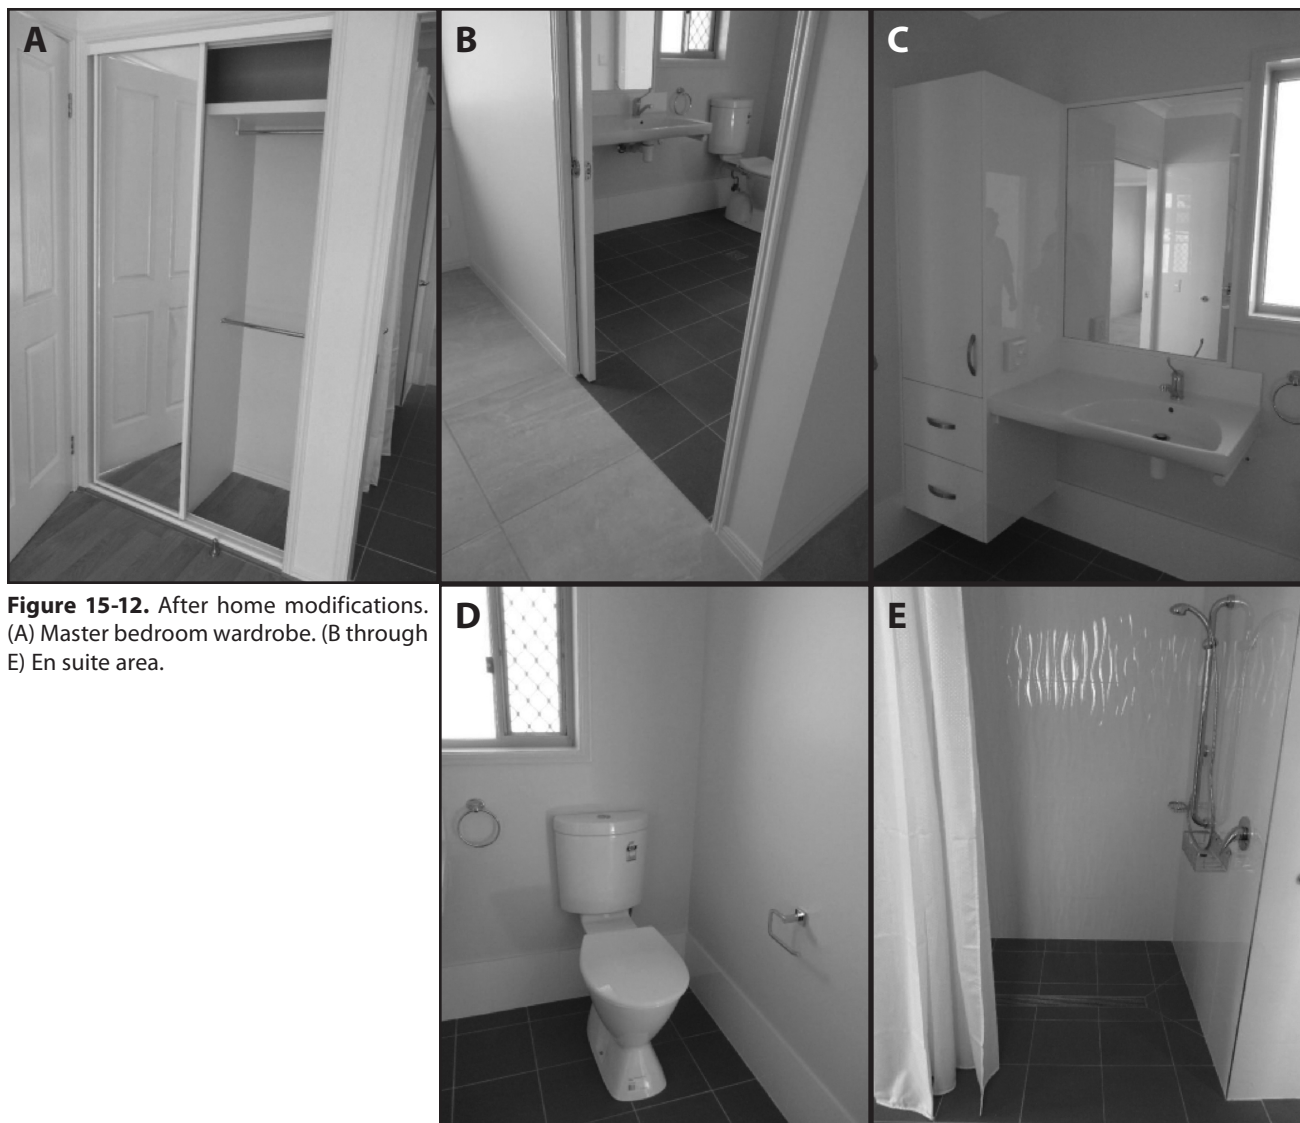 A
B
C
Figure 15-12. After home modifications.
(A) Master bedroom wardrobe. (B through
E) En suite area.
D
E